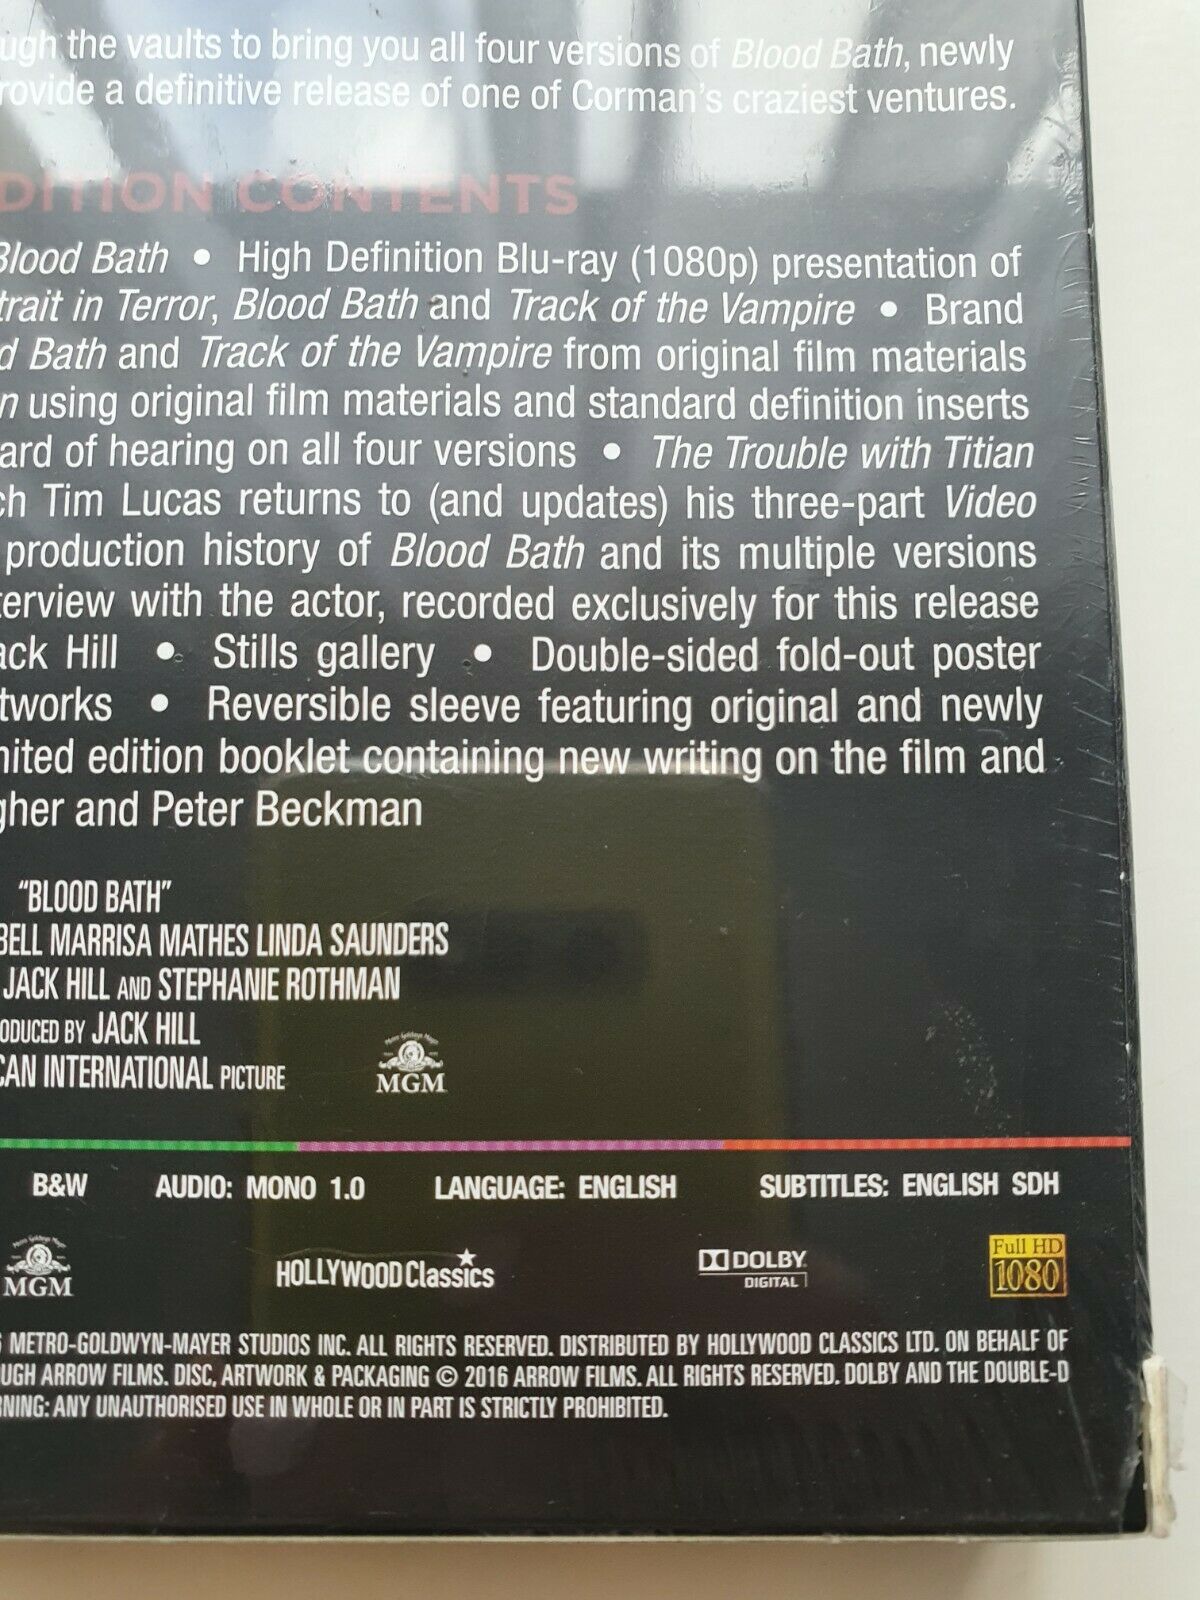 ugh the vaults to bring you all four versions of Blood Bath, newly
rovide a definitive release of one of Corman's craziest ventures.
DITION CONTENTS
Blood Bath • High Definition Blu-ray (1080p) presentation of
trait in Terror, Blood Bath and Track of the Vampire • Brand
d Bath and Track of the Vampire from original film materials
n using original film materials and standard definition inserts
ard of hearing on all four versions • The Trouble with Titian
ch Tim Lucas returns to (and updates) his three-part Video
production history of Blood Bath and its multiple versions
terview with the actor, recorded exclusively for this release
ack Hill • Stills gallery • Double-sided fold-out poster
tworks • Reversible sleeve featuring original and newly
mited edition booklet containing new writing on the film and
gher and Peter Beckman
"BLOOD BATH"
BELL MARRISA MATHES LINDA SAUNDERS
JACK HILL AND STEPHANIE ROTHMAN
ODUCED BY JACK HILL
CAN INTERNATIONAL PICTURE
Metro Goldwyn Mayer
MGM
B&W AUDIO: MONO 1.0 LANGUAGE: ENGLISH SUBTITLES: ENGLISH SDH
Metro Goldwyn Mayer
MGM
HOLLYWOOD Classics
DOLBY
DIGITAL
Full HD
1080
6 METRO-GOLDWYN-MAYER STUDIOS INC. ALL RIGHTS RESERVED. DISTRIBUTED BY HOLLYWOOD CLASSICS LTD. ON BEHALF OF
UGH ARROW FILMS. DISC, ARTWORK & PACKAGING © 2016 ARROW FILMS. ALL RIGHTS RESERVED. DOLBY AND THE DOUBLE-D
RNING: ANY UNAUTHORISED USE IN WHOLE OR IN PART IS STRICTLY PROHIBITED.